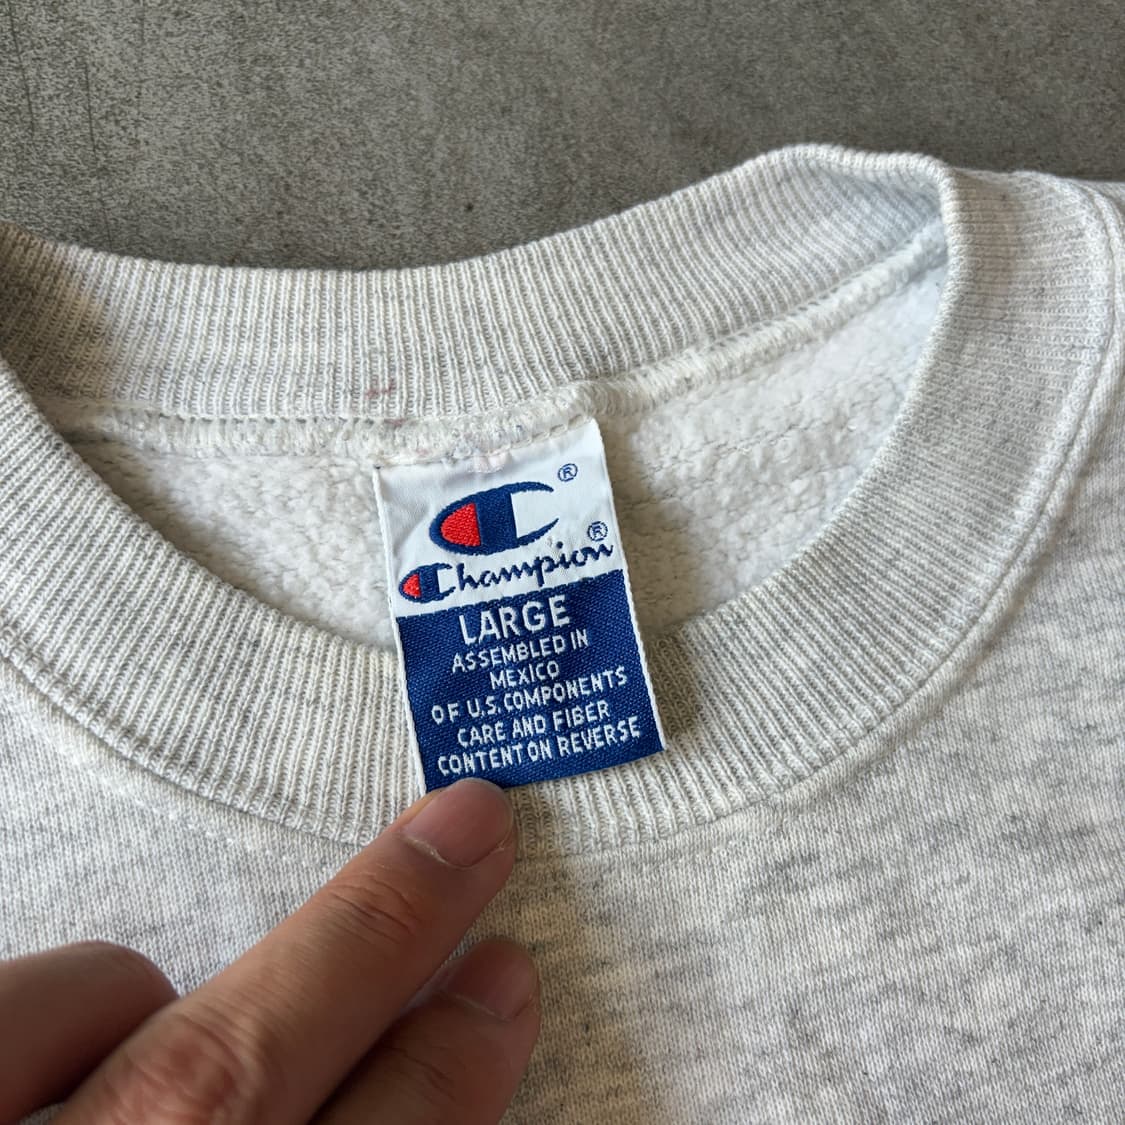 ®
Champion®
LARGE
ASSEMBLED IN
MEXICO
OF U.S. COMPONENTS
CARE AND FIBER
CONTENT ON REVERSE